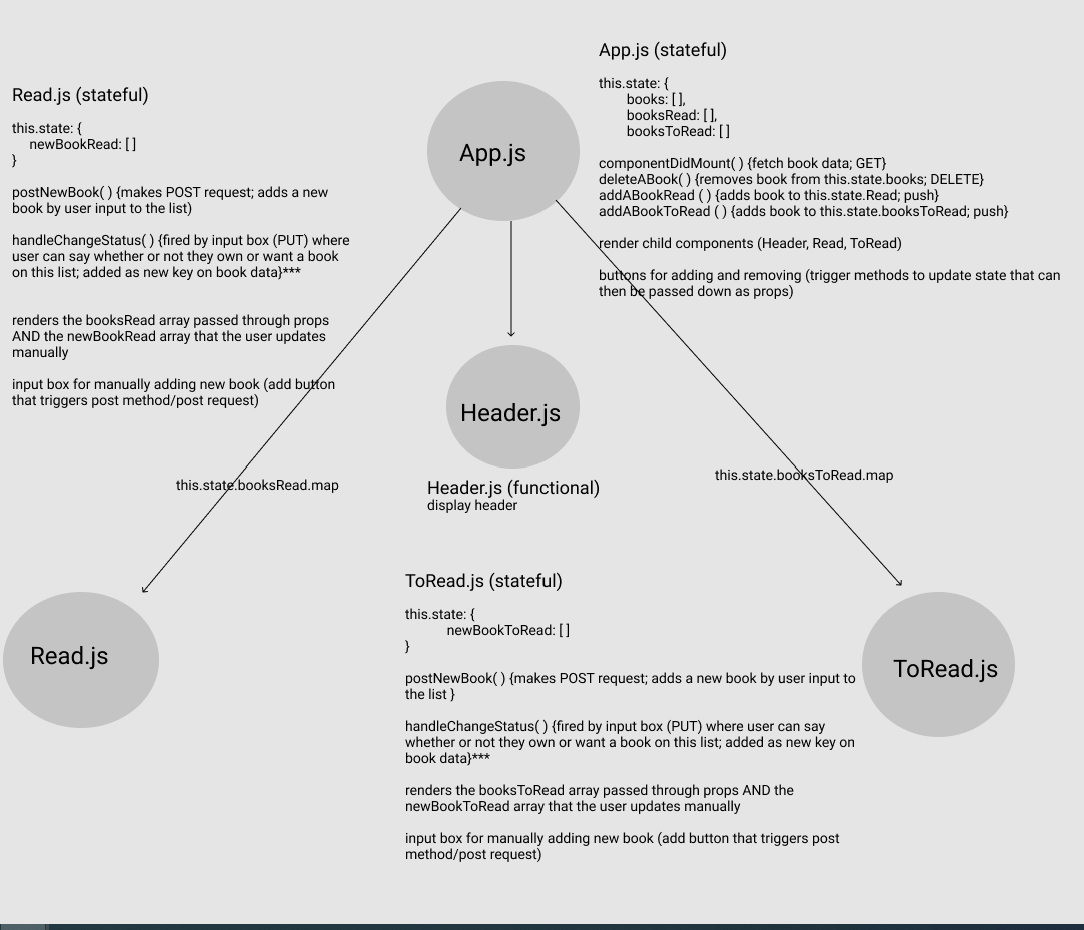 App.js (stateful)
this.state: {
books: [ ],
booksRead: [ ],
booksToRead: [ ]
componentDidMount( ) {fetch book data; GET}
deleteABook( ) {removes book from this.state.books; DELETE}
addABookRead ( ) {adds book to this.state.Read; push}
addABookToRead ( ) {adds book to this.state.booksToRead; push}
render child components (Header, Read, ToRead)
buttons for adding and removing (trigger methods to update state that can
then be passed down as props)
Read.js (stateful)
this.state: {
newBookRead: [ ]
}
postNewBook( ) {makes POST request; adds a new
book by user input to the list)
handleChangeStatus( ) {fired by input box (PUT) where
user can say whether or not they own or want a book
on this list; added as new key on book data}***
renders the booksRead array passed through props
AND the newBookRead array that the user updates
manually
input box for manually adding new book (add button
that triggers post method/post request)
App.js
Header.js
this.state.booksRead.map
this.state.booksToRead.map
Header.js (functional)
display header
ToRead.js (stateful)
this.state: {
newBookToRead: [ ]
}
postNewBook( ) {makes POST request; adds a new book by user input to
the list }
handleChangeStatus( ) {fired by input box (PUT) where user can say
whether or not they own or want a book on this list; added as new key on
book data}***
renders the booksToRead array passed through props AND the
newBookToRead array that the user updates manually
input box for manually adding new book (add button that triggers post
method/post request)
Read.js
ToRead.js